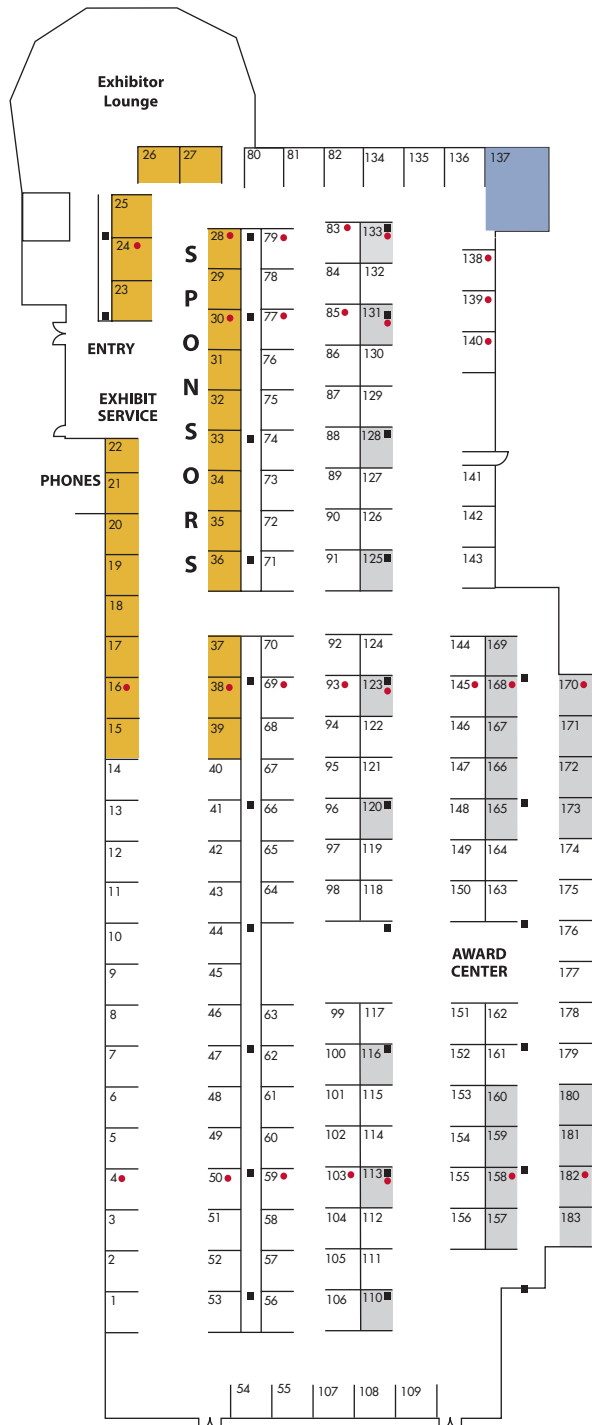 Exhibitor
Lounge
26 27 80 81 82 134 135 136 137
25
24
23
28 79 83 133 138
29 78 84 132
139
30 77 85 131
140
31 76 86 130
32 75 87 129
33 74 88 128
34 73 89 127 141
35 72 90 126 142
36 71 91 125 143
SPONSORS
ENTRY
EXHIBIT
SERVICE
PHONES
22
21
20
19
18
17 37 70 92 124 144 169
16 38 69 93 123 145 168 170
15 39 68 94 122 146 167 171
14 40 67 95 121 147 166 172
13 41 66 96 120 148 165 173
12 42 65 97 119 149 164 174
11 43 64 98 118 150 163 175
10 44 176
AWARD
CENTER
9 45 177
8 46 63 99 117 151 162 178
7 47 62 100 116 152 161 179
6 48 61 101 115 153 160 180
5 49 60 102 114 154 159 181
4 50 59 103 113 155 158 182
3 51 58 104 112 156 157 183
2 52 57 105 111
1 53 56 106 110
54 55 107 108 109